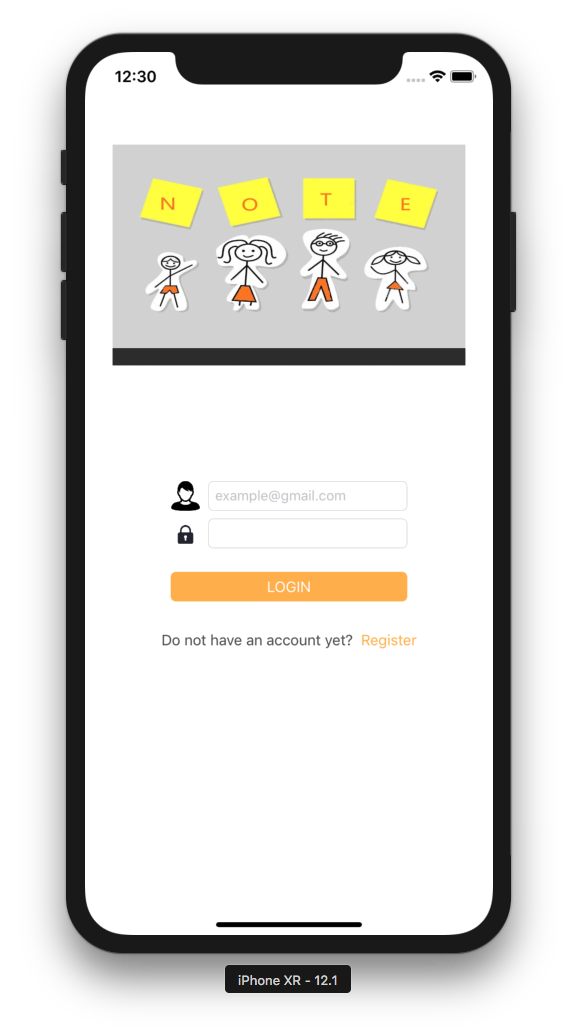 12:30
N O T E
example@gmail.com
LOGIN
Do not have an account yet? Register
iPhone XR - 12.1